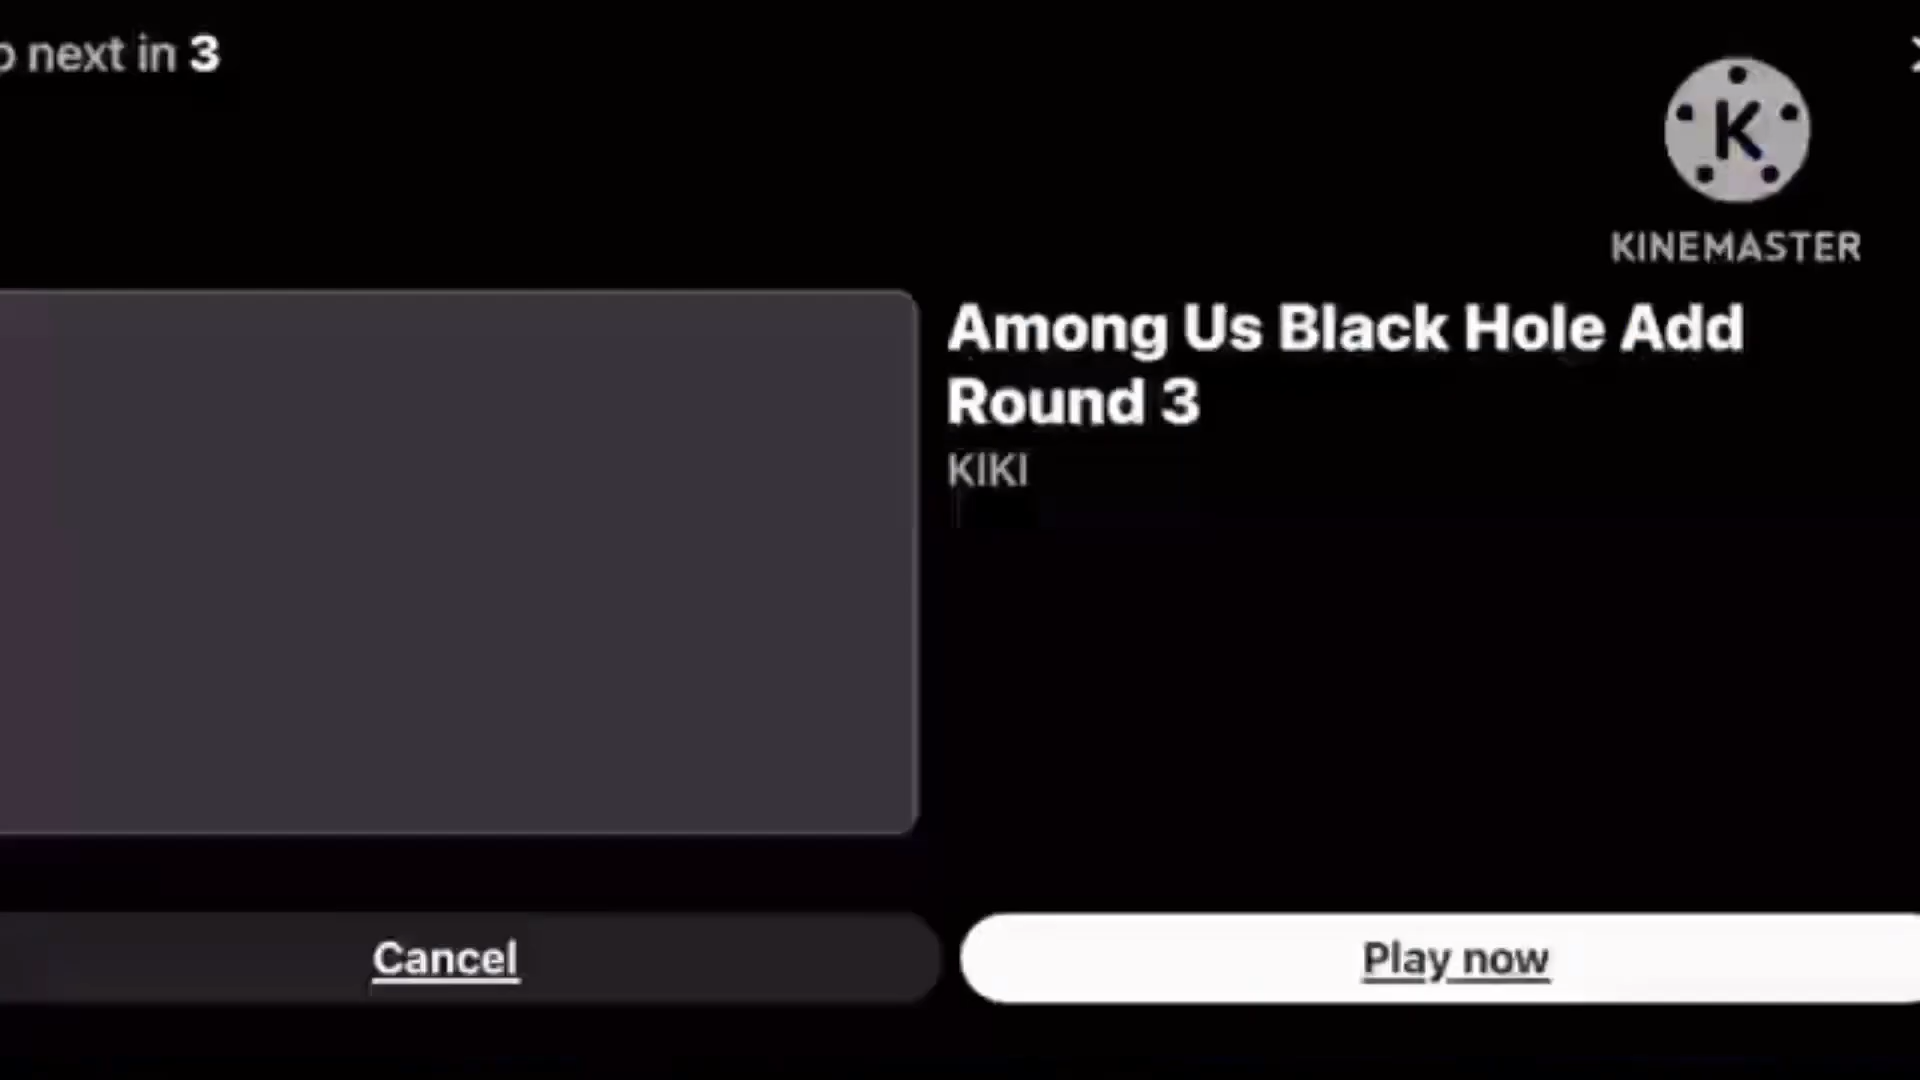 p next in 3
K
KINEMASTER
Among Us Black Hole Add
Round 3
KIKI
Cancel
Play now